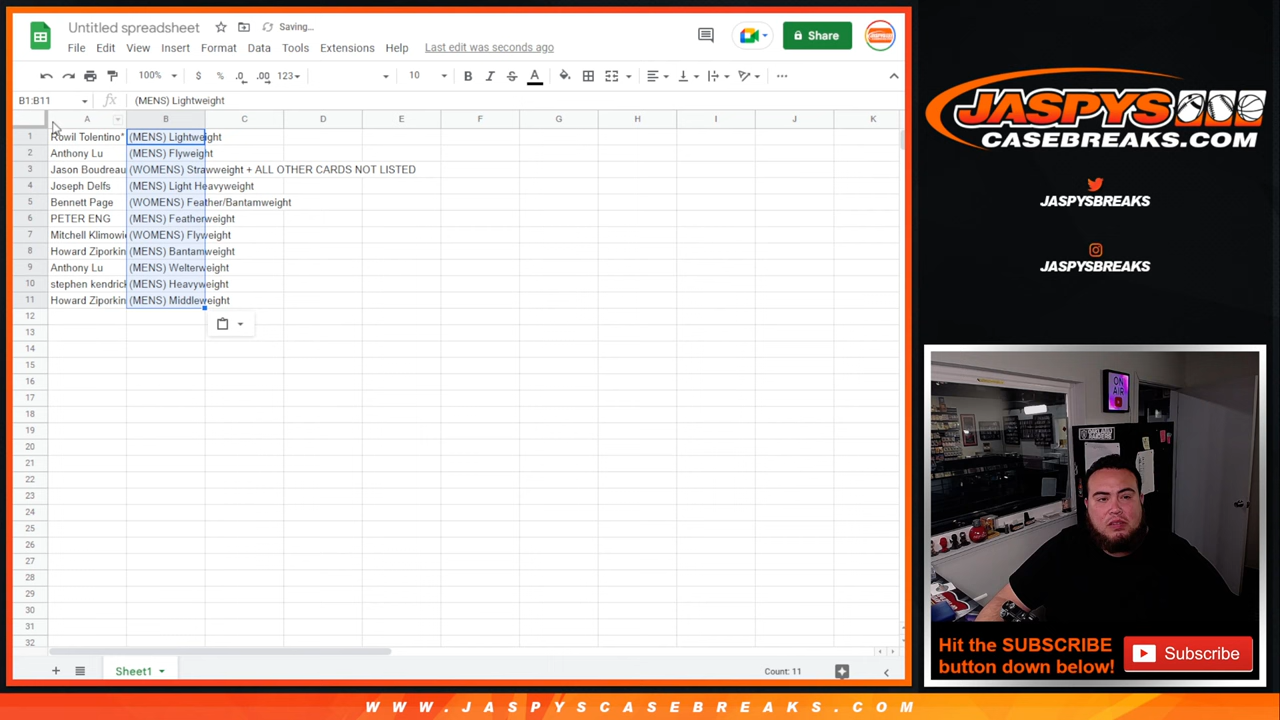 Untitled spreadsheet Saving...
File Edit View Insert Format Data Tools Extensions Help Last edit was seconds ago
Share
100% $ % .0 .00 123 10 B I S A
B1:B11 fx (MENS) Lightweight
A B C D E F G H I J K
1 Rowil Tolentino* (MENS) Lightweight
2 Anthony Lu (MENS) Flyweight
3 Jason Boudreau (WOMENS) Strawweight + ALL OTHER CARDS NOT LISTED
4 Joseph Delfs (MENS) Light Heavyweight
5 Bennett Page (WOMENS) Feather/Bantamweight
6 PETER ENG (MENS) Featherweight
7 Mitchell Klimowi (WOMENS) Flyweight
8 Howard Ziporkin (MENS) Bantamweight
9 Anthony Lu (MENS) Welterweight
10 stephen kendrick (MENS) Heavyweight
11 Howard Ziporkin (MENS) Middleweight
12
13
14
15
16
17
18
19
20
21
22
23
24
25
26
27
28
29
30
31
32
Sheet1 Count: 11
JASPYS
CASEBREAKS.COM
JASPYSBREAKS
JASPYSBREAKS
ON
AIR
Hit the SUBSCRIBE
button down below!
Subscribe
WWW.JASPYSCASEBREAKS.COM